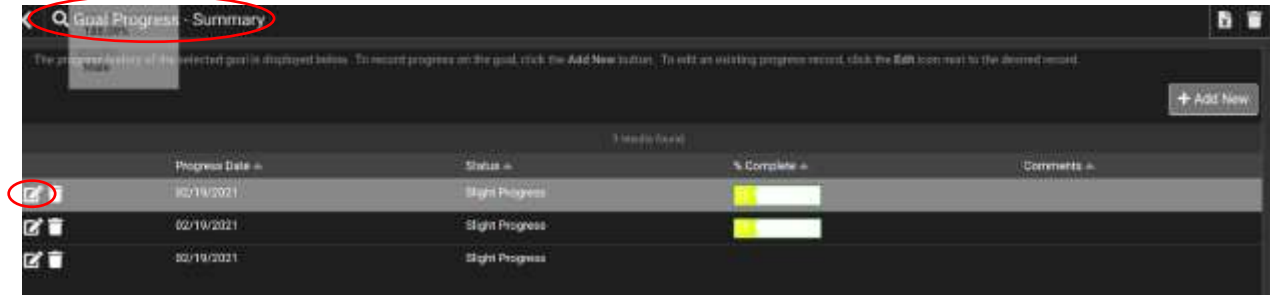 Goal Progress - Summary
The progress history of the selected goal is displayed below. To record progress on the goal, click the Add New button. To edit an existing progress record, click the Edit icon next to the desired record.
+ Add New
3 results found
Progress Date Status % Complete Comments
02/19/2021 Slight Progress
02/19/2021 Slight Progress
02/19/2021 Slight Progress